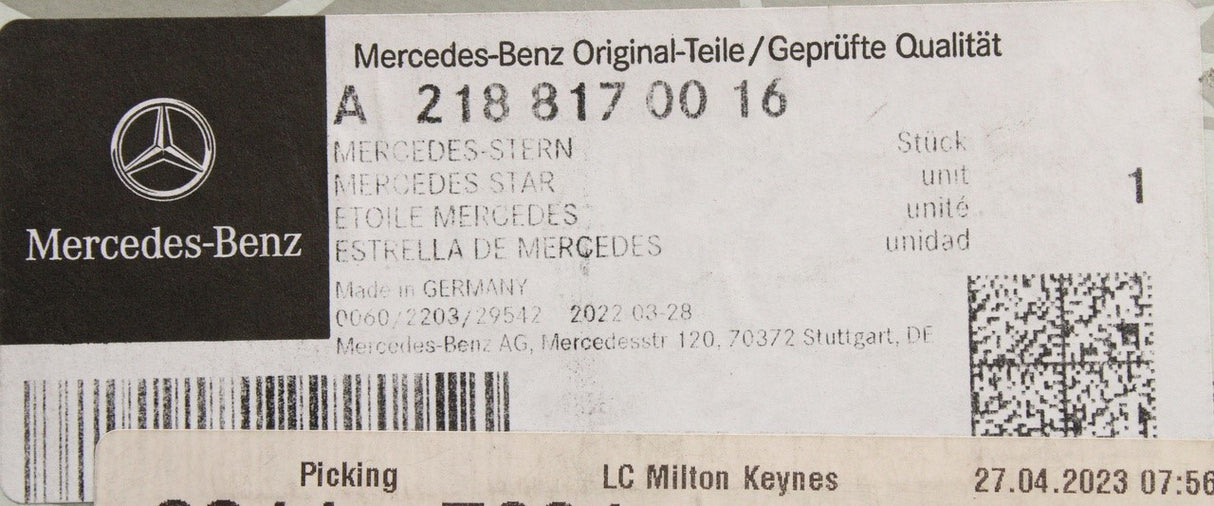 Mercedes-Benz Original-Teile/Geprüfte Qualität
A 218 817 00 16
MERCEDES-STERN
MERCEDES STAR
ETOILE MERCEDES
ESTRELLA DE MERCEDES
Stück
unit
unité
unidad
1
Mercedes-Benz
Made in GERMANY
0060/2203/29542 2022-03-28
Mercedes-Benz AG, Mercedesstr 120, 70372 Stuttgart, DE
Picking LC Milton Keynes 27.04.2023 07:56